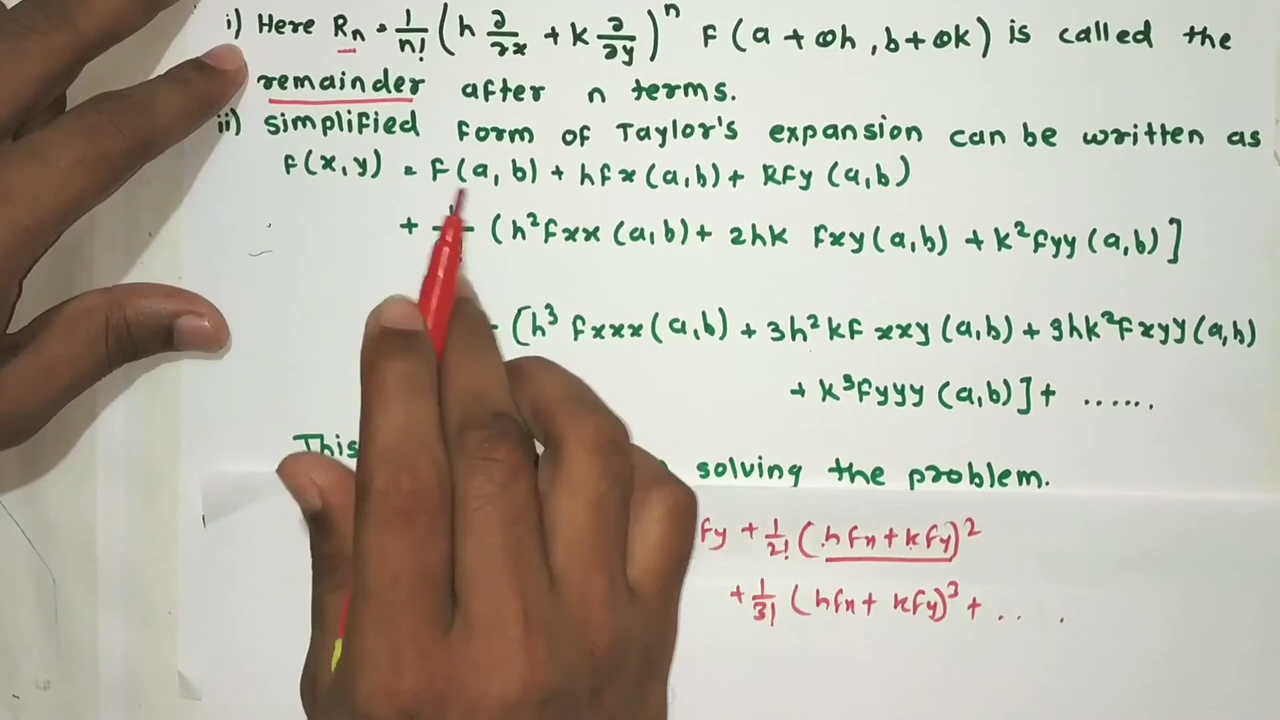 i) Here Rn = 1/n! (h ∂/∂x + k ∂/∂y)^n F(a+θh, b+θk) is called the
remainder after n terms.
ii) simplified form of Taylor's expansion can be written as
F(x,y) = F(a,b) + hFx(a,b) + kFy(a,b)
+ (h²Fxx(a,b) + 2hk Fxy(a,b) + k²Fyy(a,b)]
(h³ Fxxx(a,b) + 3h²kF xxy(a,b) + 3hk²Fxyy(a,b)
+ k³Fyyy(a,b)] + ......
This solving the problem.
fy + 1/2! (hfx + kfy)²
+ 1/3! (hfx + kfy)³ + ...